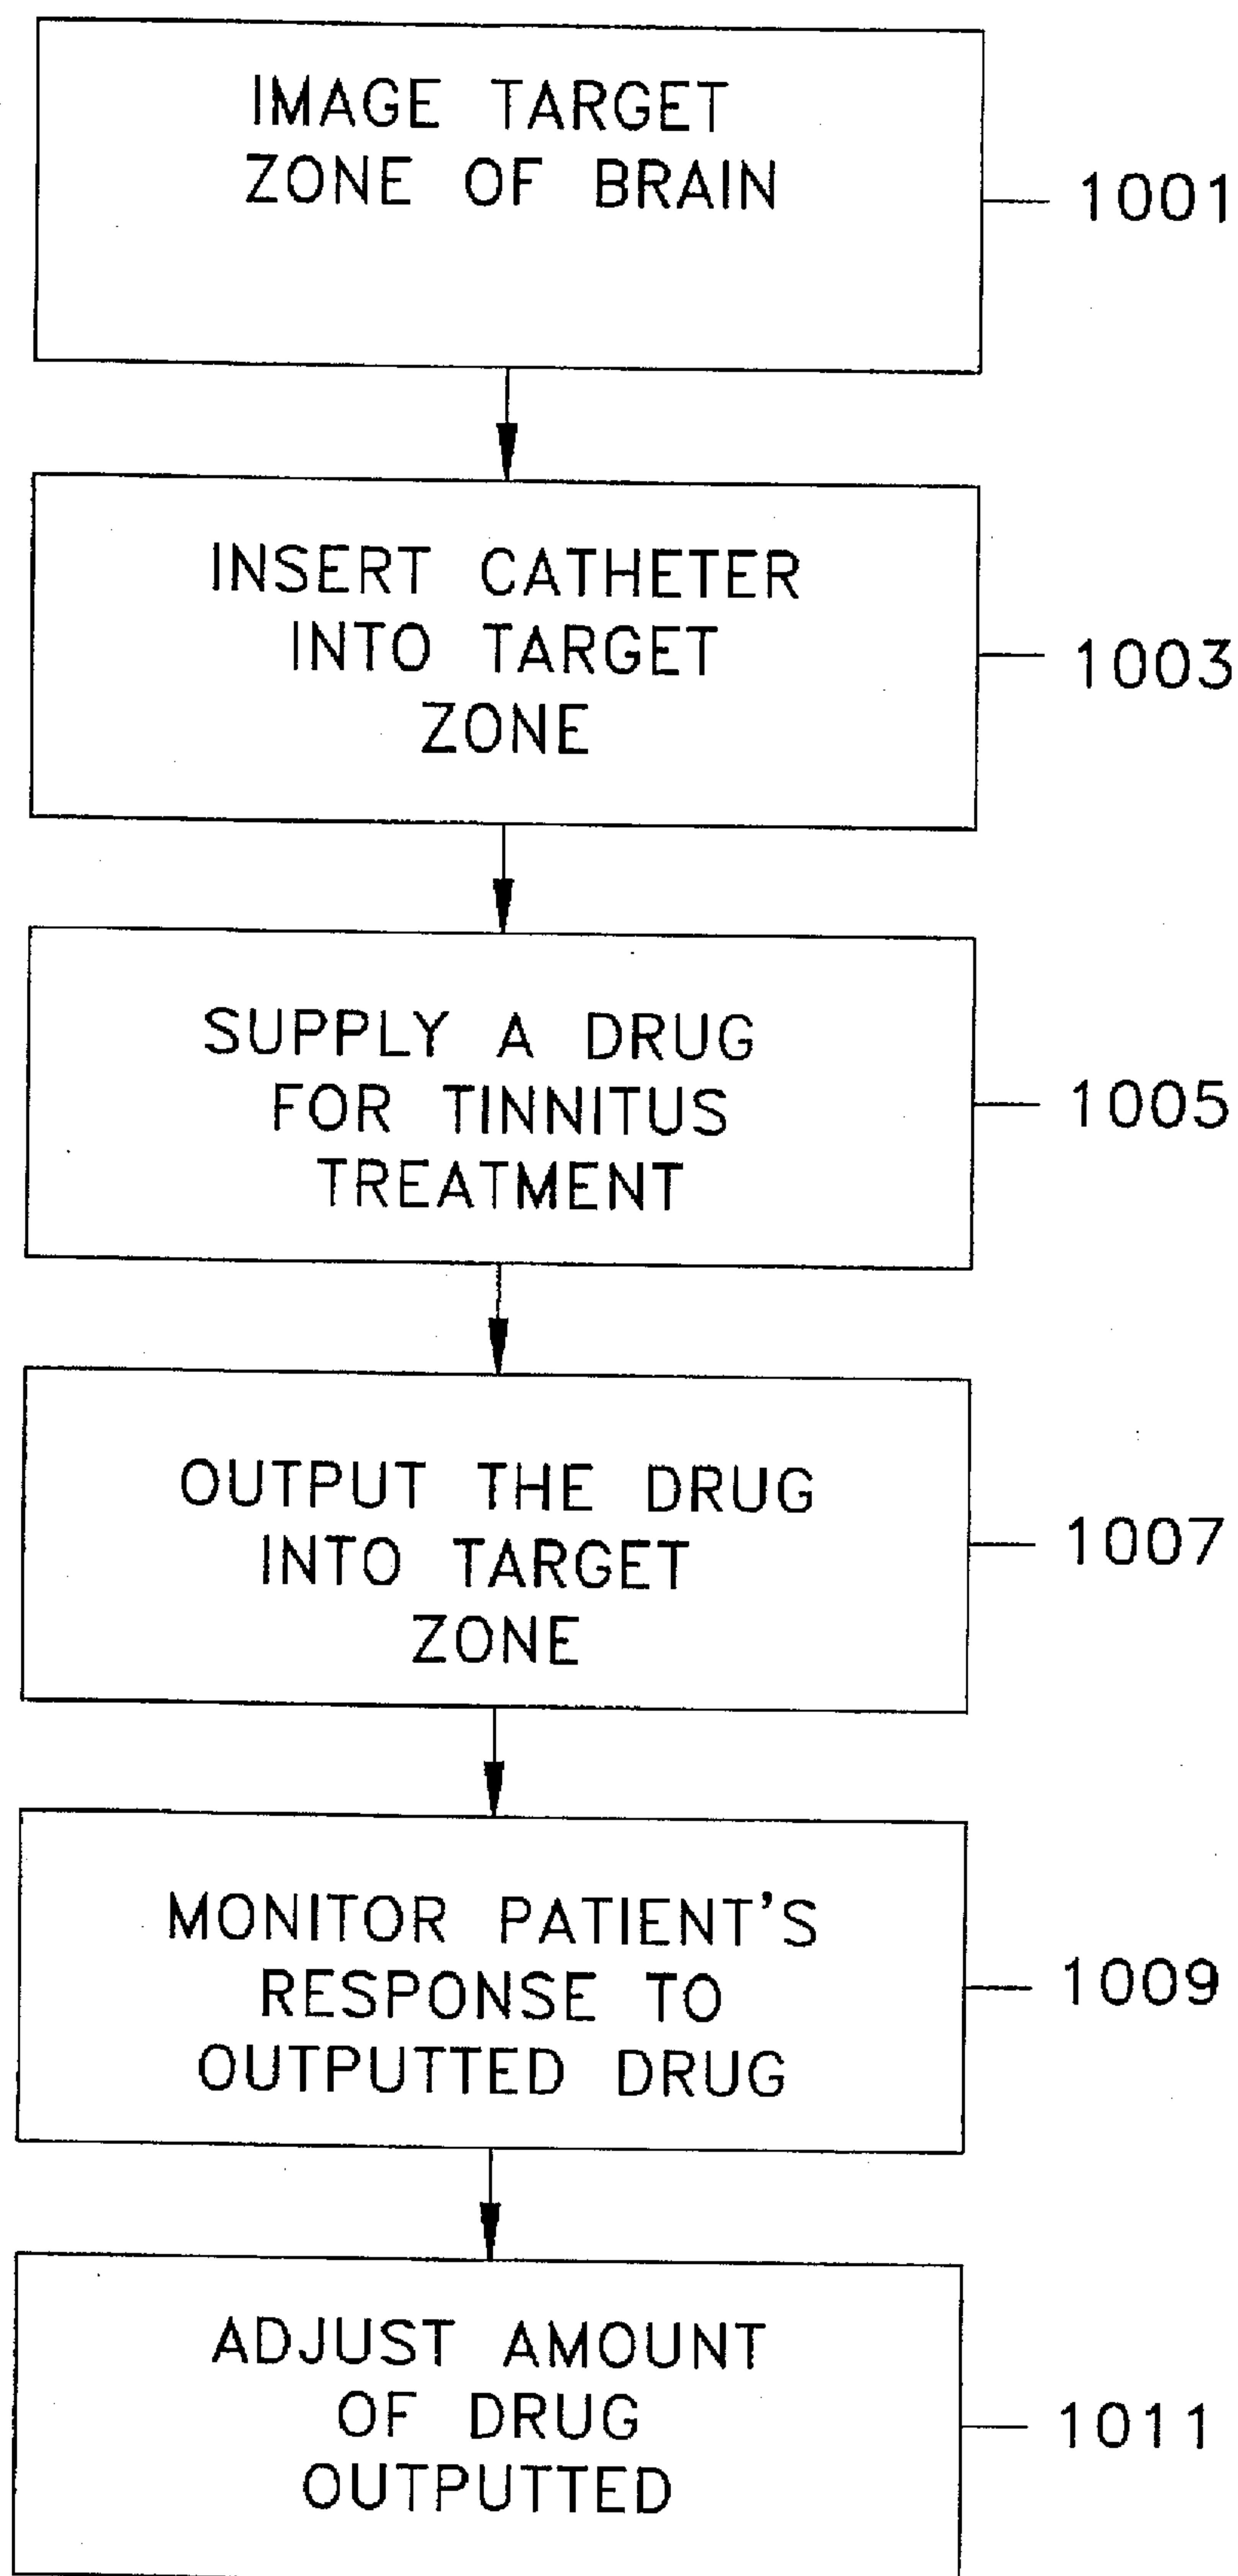 IMAGE TARGET
ZONE OF BRAIN
1001
INSERT CATHETER
INTO TARGET
ZONE
1003
SUPPLY A DRUG
FOR TINNITUS
TREATMENT
1005
OUTPUT THE DRUG
INTO TARGET
ZONE
1007
MONITOR PATIENT'S
RESPONSE TO
OUTPUTTED DRUG
1009
ADJUST AMOUNT
OF DRUG
OUTPUTTED
1011